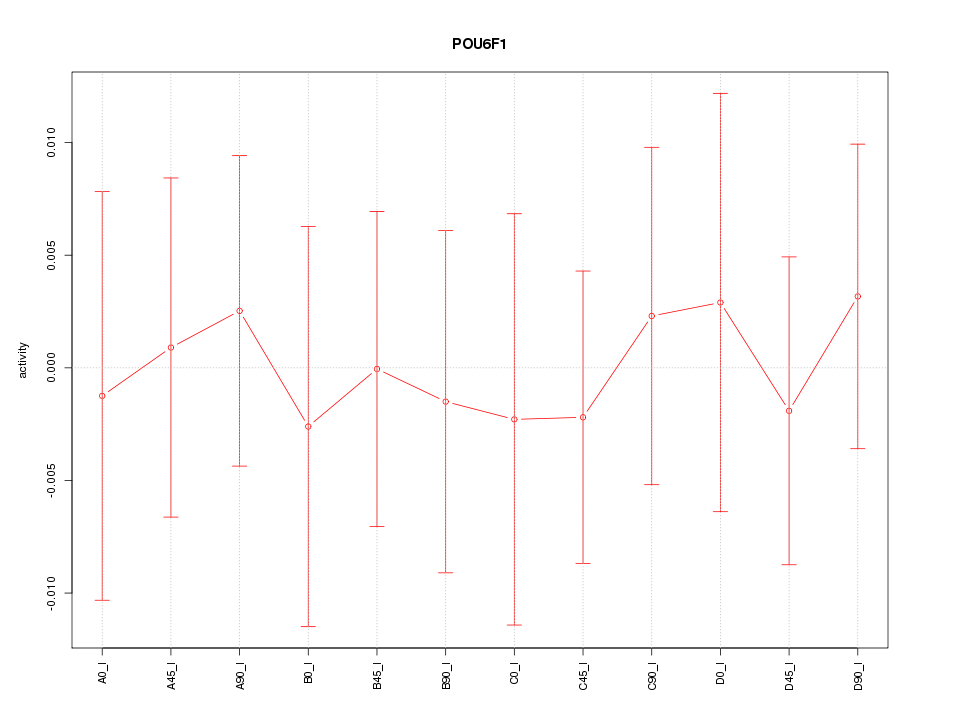 POU6F1
activity
0.010
0.005
0.000
-0.005
-0.010
A0_I
A45_I
A90_I
B0_I
B45_I
B90_I
C0_I
C45_I
C90_I
D0_I
D45_I
D90_I